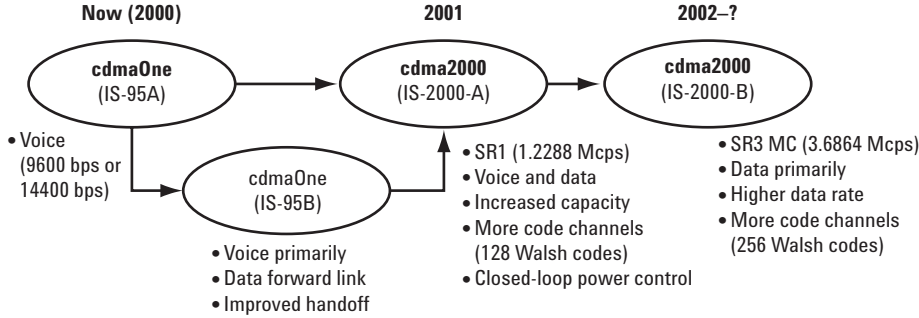 Now (2000)
2001
2002–?
cdmaOne
(IS-95A)
cdma2000
(IS-2000-A)
cdma2000
(IS-2000-B)
• Voice
(9600 bps or
14400 bps)
cdmaOne
(IS-95B)
• Voice primarily
• Data forward link
• Improved handoff
• SR1 (1.2288 Mcps)
• Voice and data
• Increased capacity
• More code channels
(128 Walsh codes)
• Closed-loop power control
• SR3 MC (3.6864 Mcps)
• Data primarily
• Higher data rate
• More code channels
(256 Walsh codes)